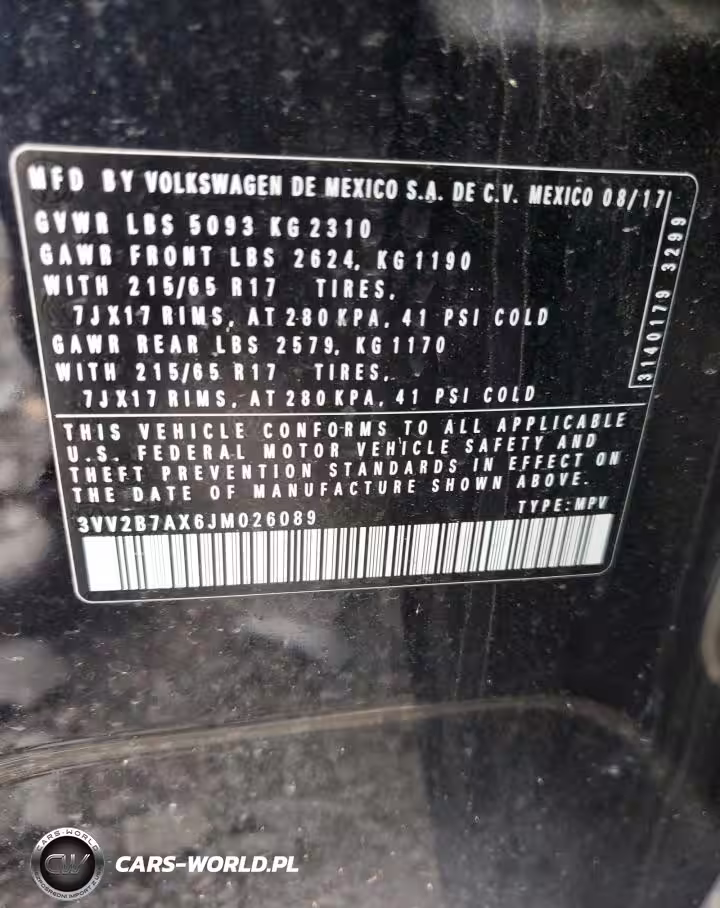 MFD BY VOLKSWAGEN DE MEXICO S.A. DE C.V. MEXICO 08/17
GVWR LBS 5093 KG 2310
GAWR FRONT LBS 2624, KG 1190
WITH 215/65 R17 TIRES,
7JX17 RIMS, AT 280 KPA, 41 PSI COLD
GAWR REAR LBS 2579, KG 1170
WITH 215/65 R17 TIRES,
7JX17 RIMS, AT 280 KPA, 41 PSI COLD
3140179 3299
THIS VEHICLE CONFORMS TO ALL APPLICABLE
U.S. FEDERAL MOTOR VEHICLE SAFETY AND
THEFT PREVENTION STANDARDS IN EFFECT ON
THE DATE OF MANUFACTURE SHOWN ABOVE.
3VV2B7AX6JM026089 TYPE:MPV
CARS-WORLD
CW
CARS-WORLD.PL